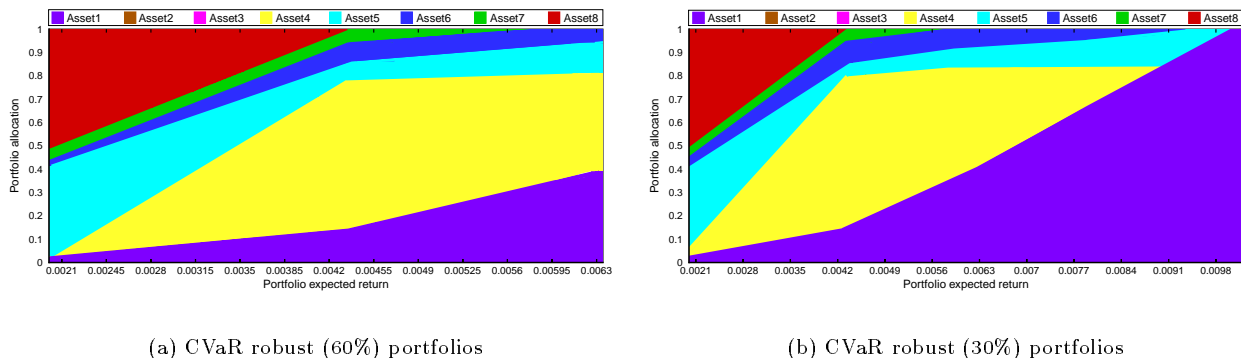 Asset1 Asset2 Asset3 Asset4 Asset5 Asset6 Asset7 Asset8
1
0.9
0.8
0.7
0.6
0.5
0.4
0.3
0.2
0.1
0
Portfolio allocation
0.0021 0.00245 0.0028 0.00315 0.0035 0.00385 0.0042 0.00455 0.0049 0.00525 0.0056 0.00595 0.0063
Portfolio expected return
(a) CVaR robust (60%) portfolios
Asset1 Asset2 Asset3 Asset4 Asset5 Asset6 Asset7 Asset8
1
0.9
0.8
0.7
0.6
0.5
0.4
0.3
0.2
0.1
0
Portfolio allocation
0.0021 0.0028 0.0035 0.0042 0.0049 0.0056 0.0063 0.007 0.0077 0.0084 0.0091 0.0098
Portfolio expected return
(b) CVaR robust (30%) portfolios